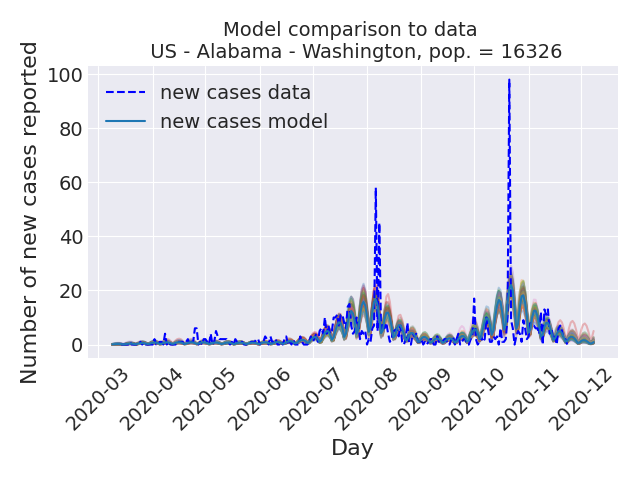 Model comparison to data
US - Alabama - Washington, pop. = 16326
Number of new cases reported
100
80
60
40
20
0
new cases data
new cases model
2020-03
2020-04
2020-05
2020-06
2020-07
2020-08
2020-09
2020-10
2020-11
2020-12
Day